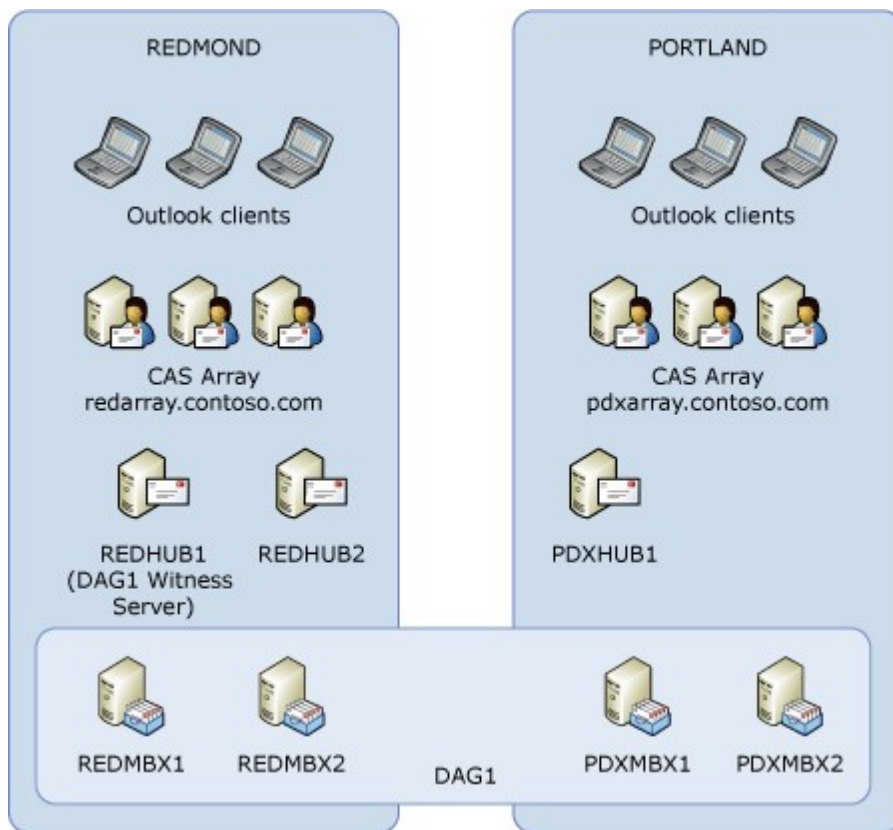 REDMOND
Outlook clients
CAS Array
redarray.contoso.com
REDHUB1
(DAG1 Witness
Server)
REDHUB2
PORTLAND
Outlook clients
CAS Array
pdxarray.contoso.com
PDXHUB1
REDMBX1
REDMBX2
DAG1
PDXMBX1
PDXMBX2